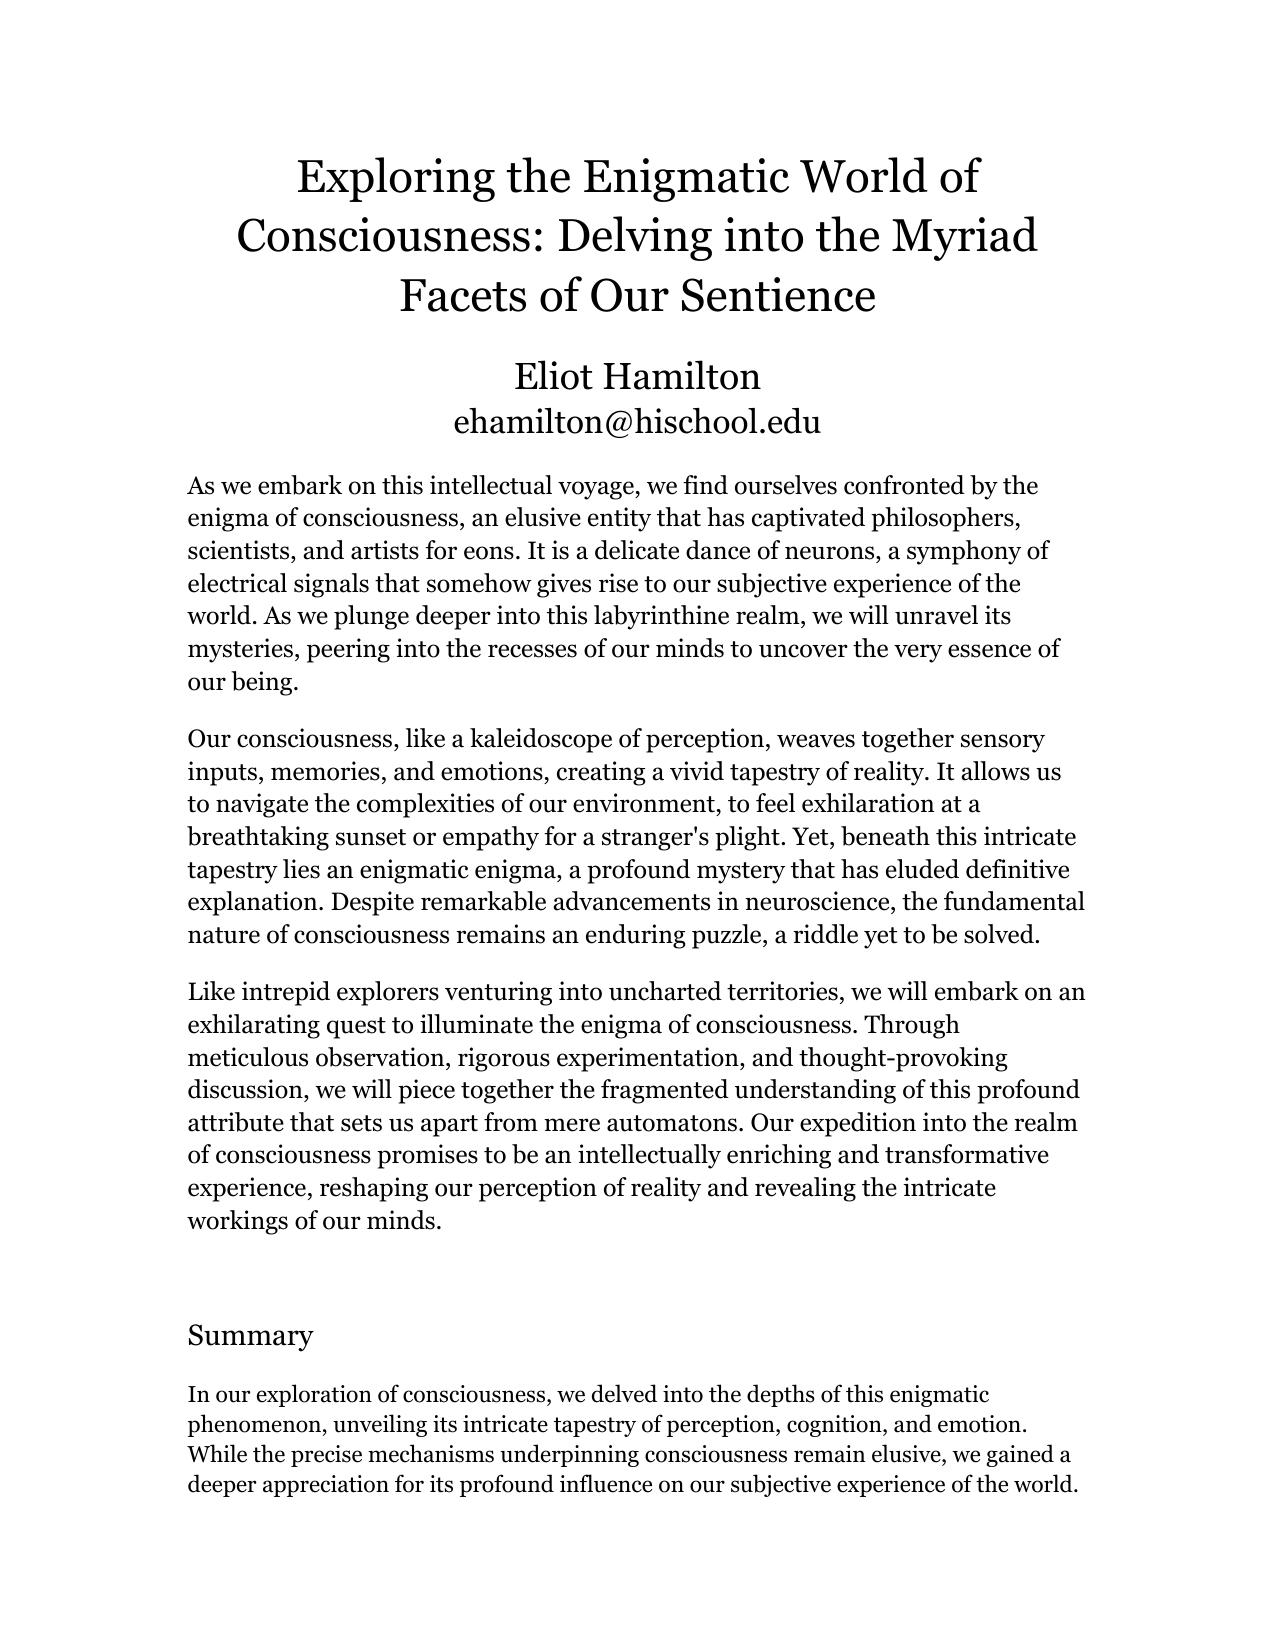 Exploring the Enigmatic World of
Consciousness: Delving into the Myriad
Facets of Our Sentience
Eliot Hamilton
ehamilton@hischool.edu
As we embark on this intellectual voyage, we find ourselves confronted by the
enigma of consciousness, an elusive entity that has captivated philosophers,
scientists, and artists for eons. It is a delicate dance of neurons, a symphony of
electrical signals that somehow gives rise to our subjective experience of the
world. As we plunge deeper into this labyrinthine realm, we will unravel its
mysteries, peering into the recesses of our minds to uncover the very essence of
our being.
Our consciousness, like a kaleidoscope of perception, weaves together sensory
inputs, memories, and emotions, creating a vivid tapestry of reality. It allows us
to navigate the complexities of our environment, to feel exhilaration at a
breathtaking sunset or empathy for a stranger's plight. Yet, beneath this intricate
tapestry lies an enigmatic enigma, a profound mystery that has eluded definitive
explanation. Despite remarkable advancements in neuroscience, the fundamental
nature of consciousness remains an enduring puzzle, a riddle yet to be solved.
Like intrepid explorers venturing into uncharted territories, we will embark on an
exhilarating quest to illuminate the enigma of consciousness. Through
meticulous observation, rigorous experimentation, and thought-provoking
discussion, we will piece together the fragmented understanding of this profound
attribute that sets us apart from mere automatons. Our expedition into the realm
of consciousness promises to be an intellectually enriching and transformative
experience, reshaping our perception of reality and revealing the intricate
workings of our minds.
Summary
In our exploration of consciousness, we delved into the depths of this enigmatic
phenomenon, unveiling its intricate tapestry of perception, cognition, and emotion.
While the precise mechanisms underpinning consciousness remain elusive, we gained a
deeper appreciation for its profound influence on our subjective experience of the world.